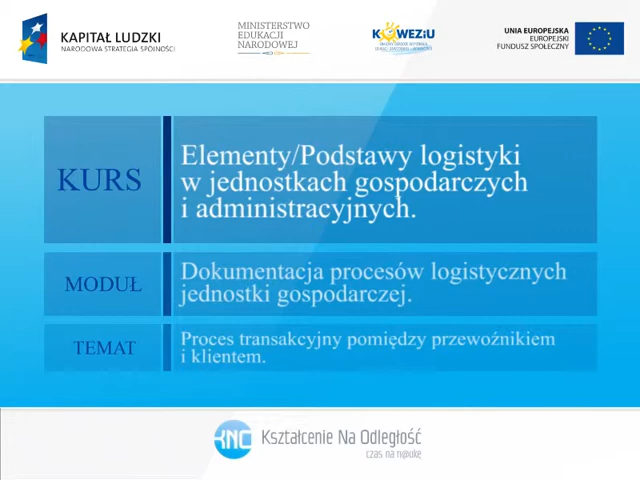 KAPITAŁ LUDZKI
NARODOWA STRATEGIA SPÓJNOŚCI
MINISTERSTWO
EDUKACJI
NARODOWEJ
KOWEZiU
UNIA EUROPEJSKA
EUROPEJSKI
FUNDUSZ SPOŁECZNY
KURS
Elementy/Podstawy logistyki
w jednostkach gospodarczych
i administracyjnych.
MODUŁ
Dokumentacja procesów logistycznych
jednostki gospodarczej.
TEMAT
Proces transakcyjny pomiędzy przewoźnikiem
i klientem.
KNO
Kształcenie Na Odległość
czas na n@ukę